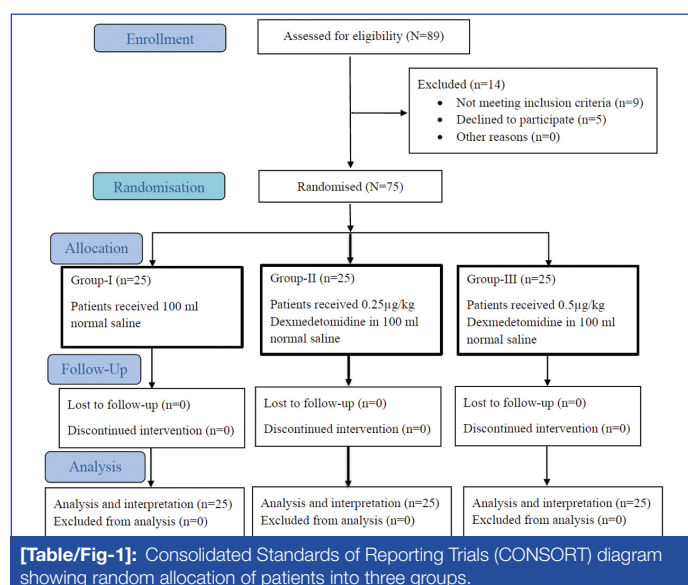 Enrollment
Assessed for eligibility (N=89)
Excluded (n=14)
• Not meeting inclusion criteria (n=9)
• Declined to participate (n=5)
• Other reasons (n=0)
Randomisation
Randomised (N=75)
Allocation
Group-I (n=25)
Patients received 100 ml
normal saline
Group-II (n=25)
Patients received 0.25µg/kg
Dexmedetomidine in 100 ml
normal saline
Group-III (n=25)
Patients received 0.5µg/kg
Dexmedetomidine in 100 ml
normal saline
Follow-Up
Lost to follow-up (n=0)
Discontinued intervention (n=0)
Lost to follow-up (n=0)
Discontinued intervention (n=0)
Lost to follow-up (n=0)
Discontinued intervention (n=0)
Analysis
Analysis and interpretation (n=25)
Excluded from analysis (n=0)
Analysis and interpretation (n=25)
Excluded from analysis (n=0)
Analysis and interpretation (n=25)
Excluded from analysis (n=0)
[Table/Fig-1]: Consolidated Standards of Reporting Trials (CONSORT) diagram
showing random allocation of patients into three groups.